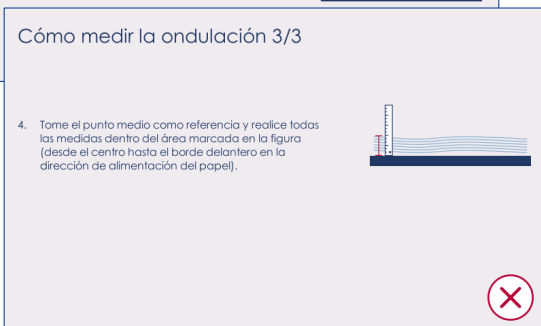 Cómo medir la ondulación 3/3
4. Tome el punto medio como referencia y realice todas
las medidas dentro del área marcada en la figura
(desde el centro hasta el borde delantero en la
dirección de alimentación del papel).